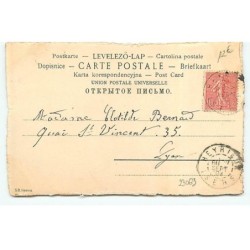 Postkarte - LEVELEZŐ-LAP - Cartolina postale
Dopisnice - CARTE POSTALE - Briefkaart
Karta korespondencyjna - Post Card
UNION POSTALE UNIVERSELLE
ОТКРЫТОЕ ПИСЬМО.
Madame Clotilde Bernard
Quai St Vincent, 35.
Lyon